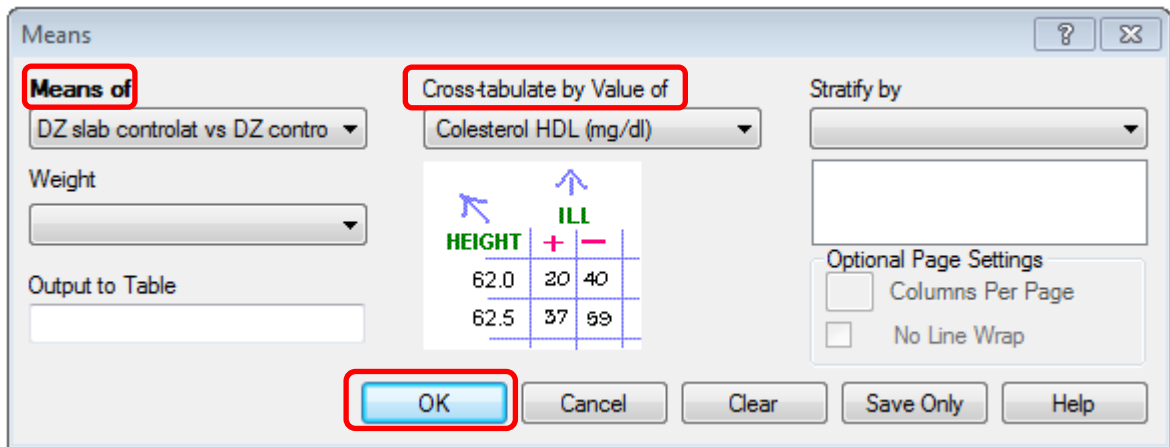 Means
Means of
Cross-tabulate by Value of
Stratify by
DZ slab controlat vs DZ contro
Colesterol HDL (mg/dl)
Weight
ILL
HEIGHT + −
62.0 20 40
62.5 37 59
Output to Table
Optional Page Settings
Columns Per Page
No Line Wrap
OK
Cancel
Clear
Save Only
Help